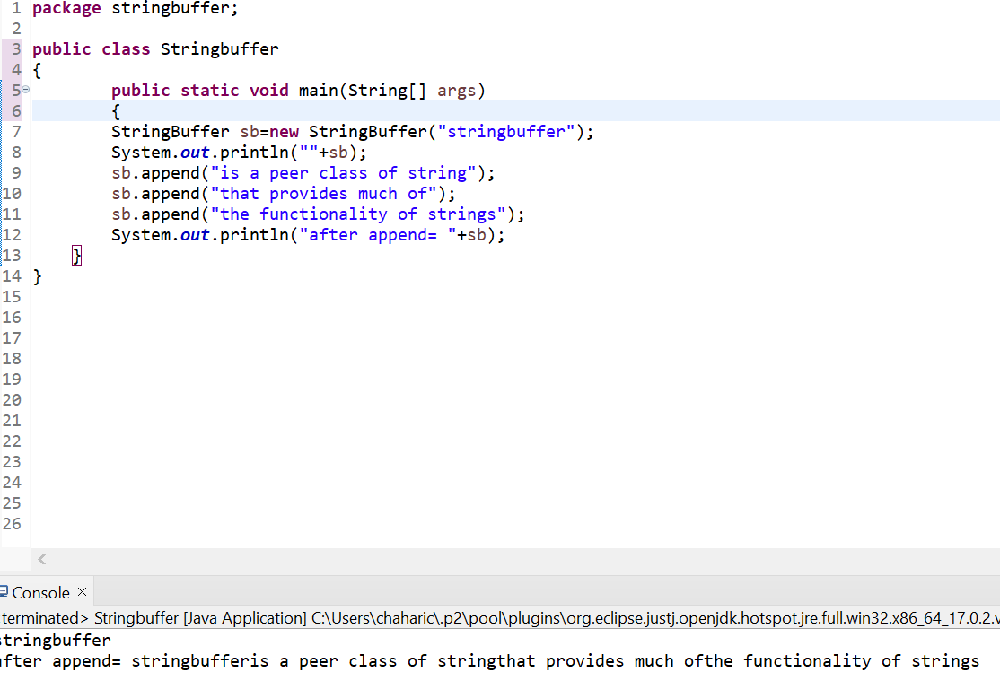 1 package stringbuffer;
2
3 public class Stringbuffer
4 {
5 public static void main(String[] args)
6 {
7 StringBuffer sb=new StringBuffer("stringbuffer");
8 System.out.println(""+sb);
9 sb.append("is a peer class of string");
10 sb.append("that provides much of");
11 sb.append("the functionality of strings");
12 System.out.println("after append= "+sb);
13 }
14 }
15
16
17
18
19
20
21
22
23
24
25
26
Console
terminated> Stringbuffer [Java Application] C:\Users\chaharic\.p2\pool\plugins\org.eclipse.justj.openjdk.hotspot.jre.full.win32.x86_64_17.0.2.v
stringbuffer
after append= stringbufferis a peer class of stringthat provides much ofthe functionality of strings